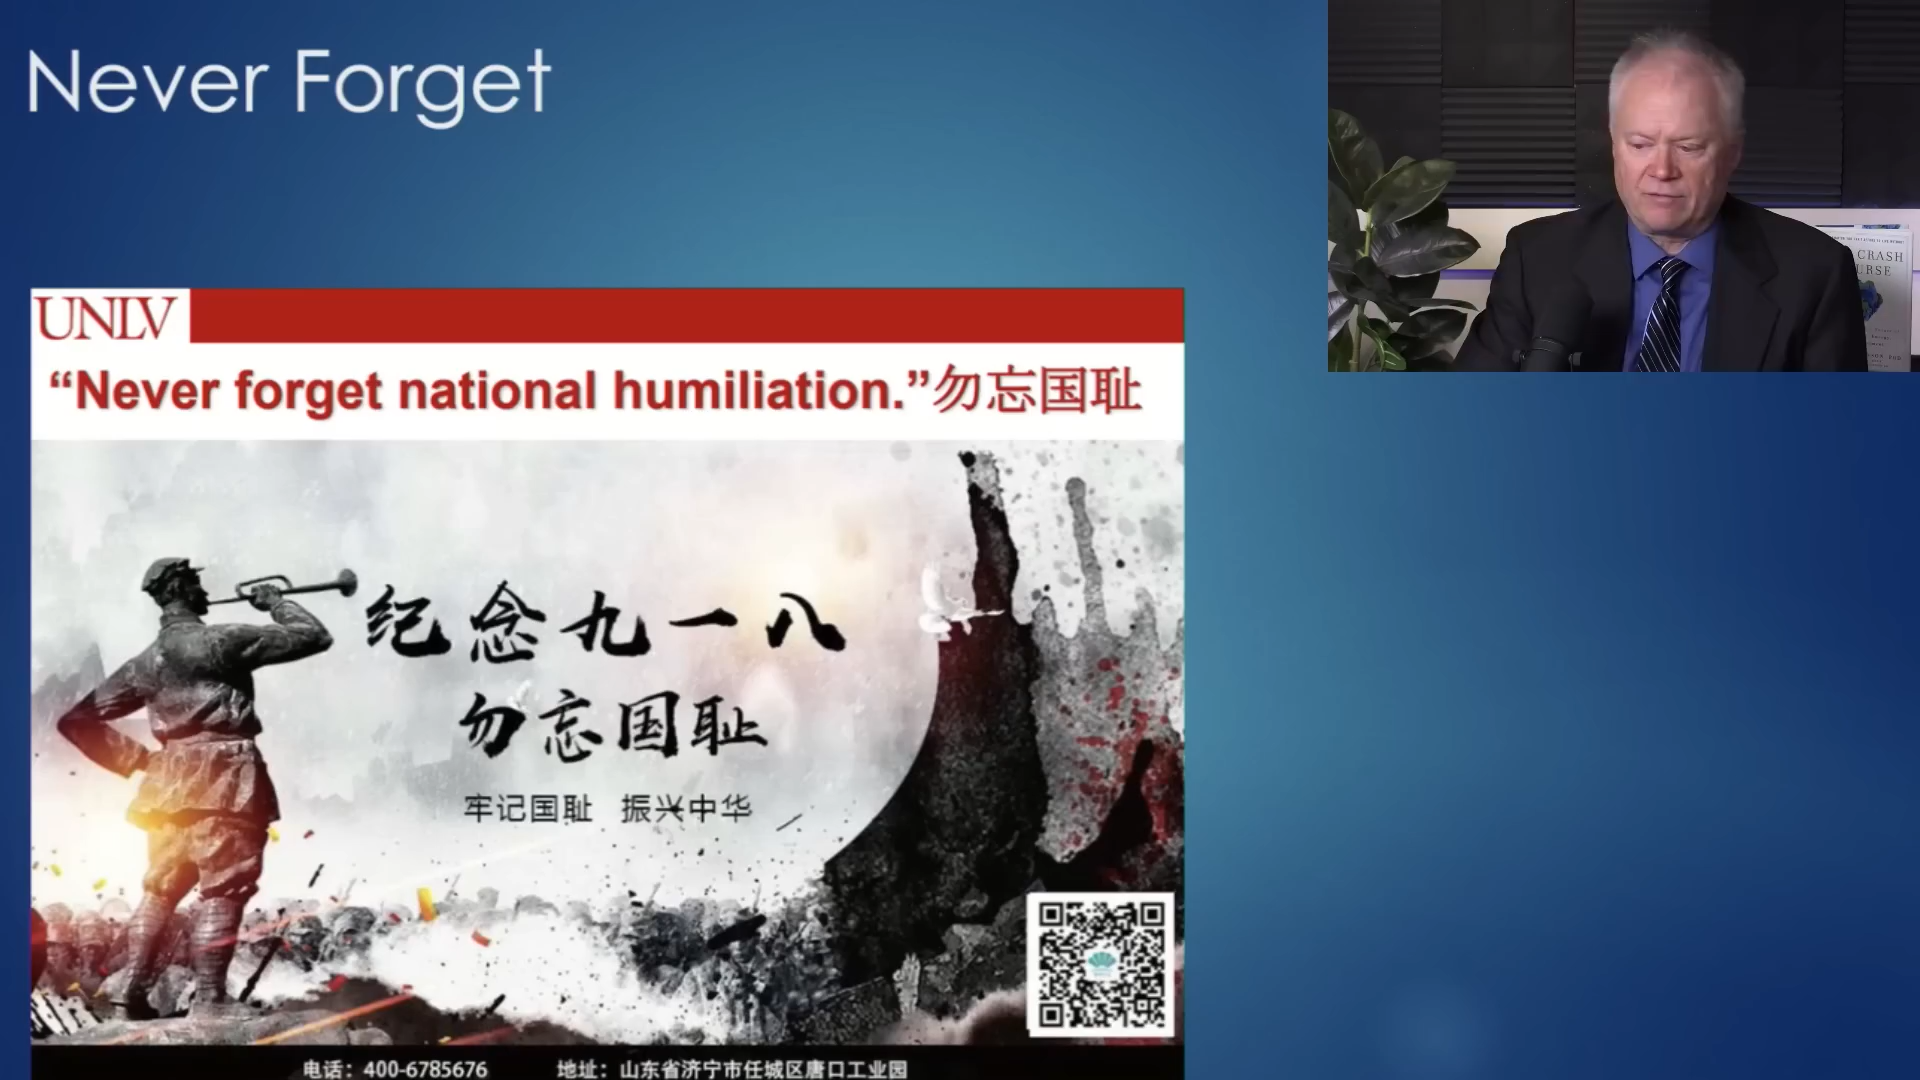 Never Forget
UNLV
“Never forget national humiliation.”勿忘国耻
纪念九一八
勿忘国耻
牢记国耻 振兴中华
电话：400-6785676 地址：山东省济宁市任城区唐口工业园
CRASH
URSE